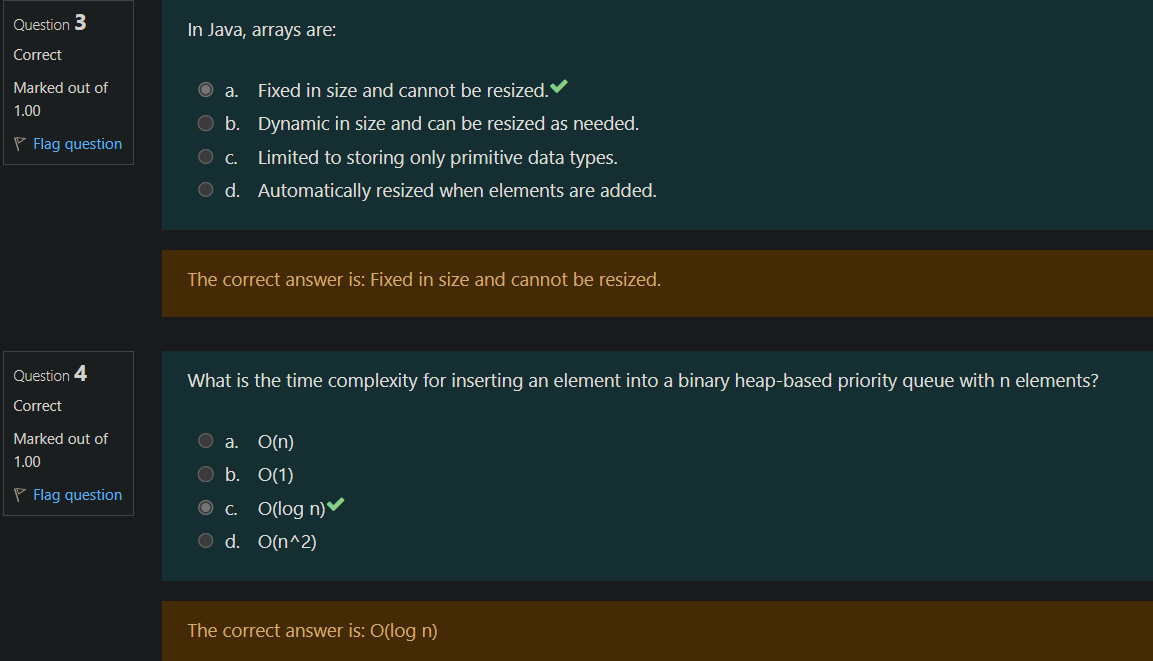 Question 3
Correct
Marked out of
1.00
Flag question
In Java, arrays are:
a. Fixed in size and cannot be resized.
b. Dynamic in size and can be resized as needed.
c. Limited to storing only primitive data types.
d. Automatically resized when elements are added.
The correct answer is: Fixed in size and cannot be resized.
Question 4
Correct
Marked out of
1.00
Flag question
What is the time complexity for inserting an element into a binary heap-based priority queue with n elements?
a. O(n)
b. O(1)
c. O(log n)
d. O(n^2)
The correct answer is: O(log n)